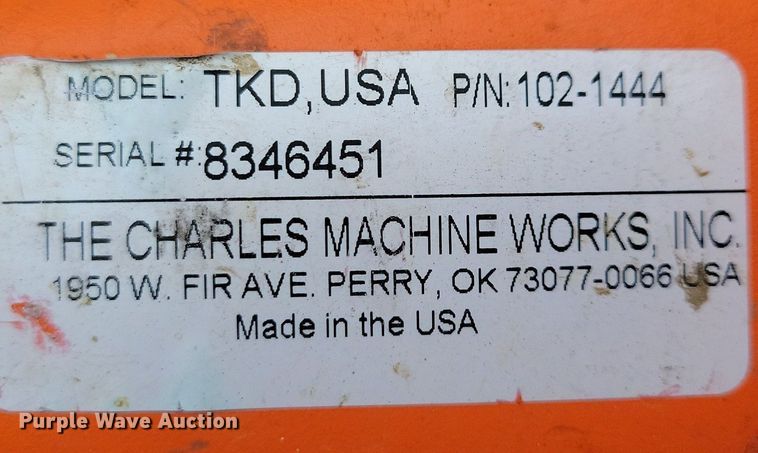 MODEL: TKD,USA P/N: 102-1444
SERIAL #: 8346451
THE CHARLES MACHINE WORKS, INC.
1950 W. FIR AVE. PERRY, OK 73077-0066 USA
Made in the USA
Purple Wave Auction